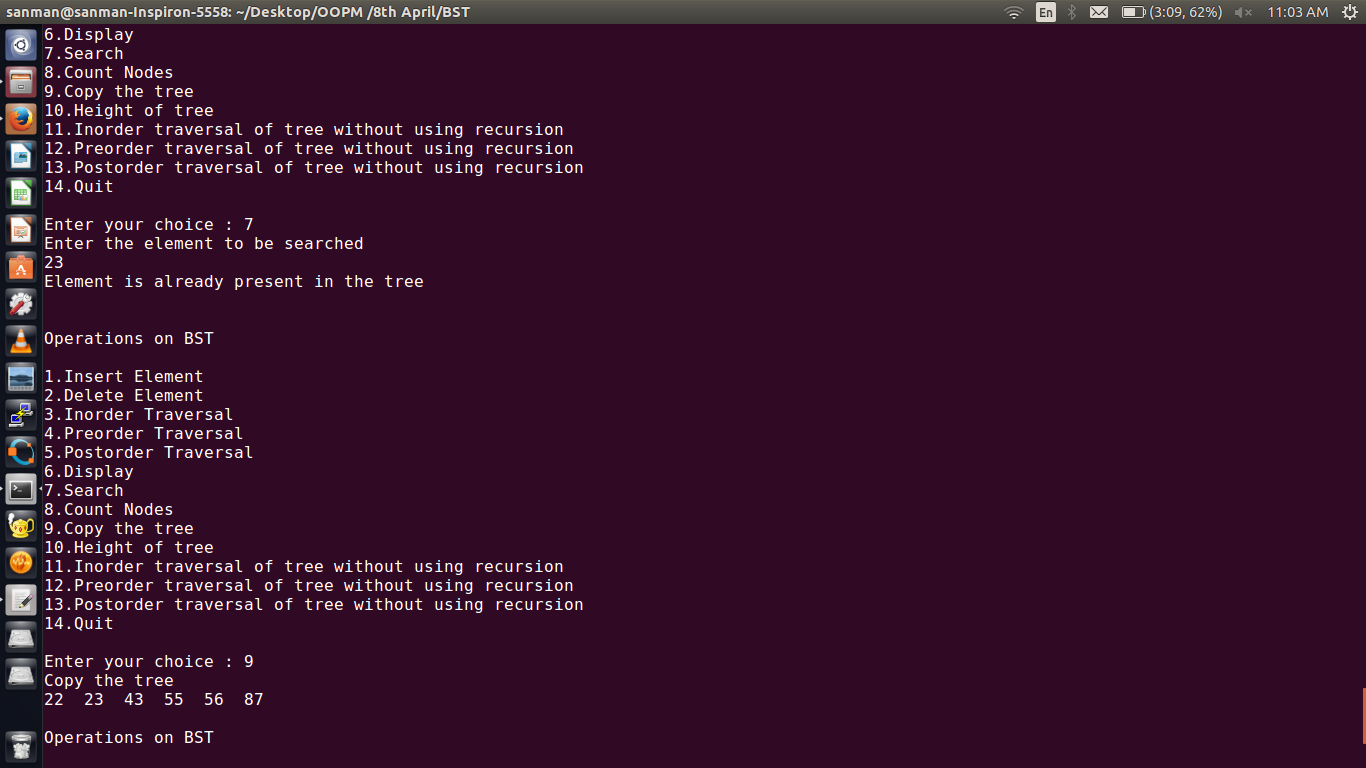 sanman@sanman-Inspiron-5558: ~/Desktop/OOPM /8th April/BST En (3:09, 62%) 11:03 AM
6.Display
7.Search
8.Count Nodes
9.Copy the tree
10.Height of tree
11.Inorder traversal of tree without using recursion
12.Preorder traversal of tree without using recursion
13.Postorder traversal of tree without using recursion
14.Quit
Enter your choice : 7
Enter the element to be searched
23
Element is already present in the tree
Operations on BST
1.Insert Element
2.Delete Element
3.Inorder Traversal
4.Preorder Traversal
5.Postorder Traversal
6.Display
7.Search
8.Count Nodes
9.Copy the tree
10.Height of tree
11.Inorder traversal of tree without using recursion
12.Preorder traversal of tree without using recursion
13.Postorder traversal of tree without using recursion
14.Quit
Enter your choice : 9
Copy the tree
22  23  43  55  56  87
Operations on BST